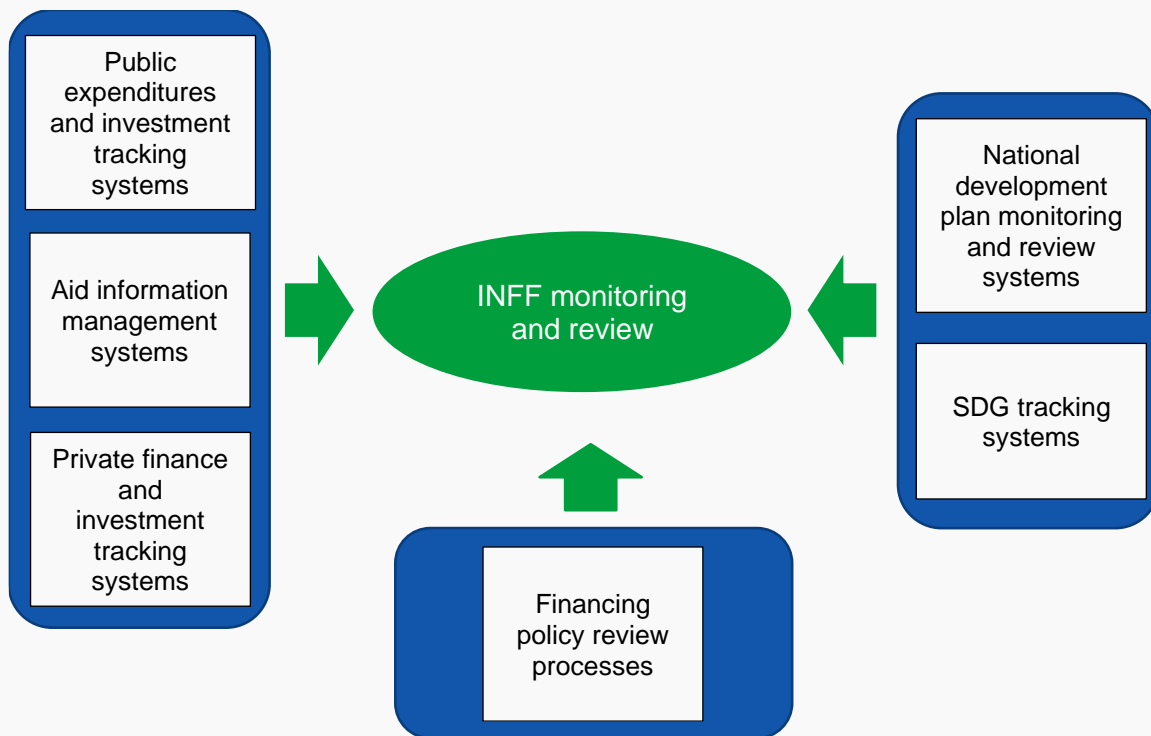 Public
expenditures
and investment
tracking
systems
Aid information
management
systems
Private finance
and
investment
tracking
systems
INFF monitoring
and review
Financing
policy review
processes
National
development
plan monitoring
and review
systems
SDG tracking
systems